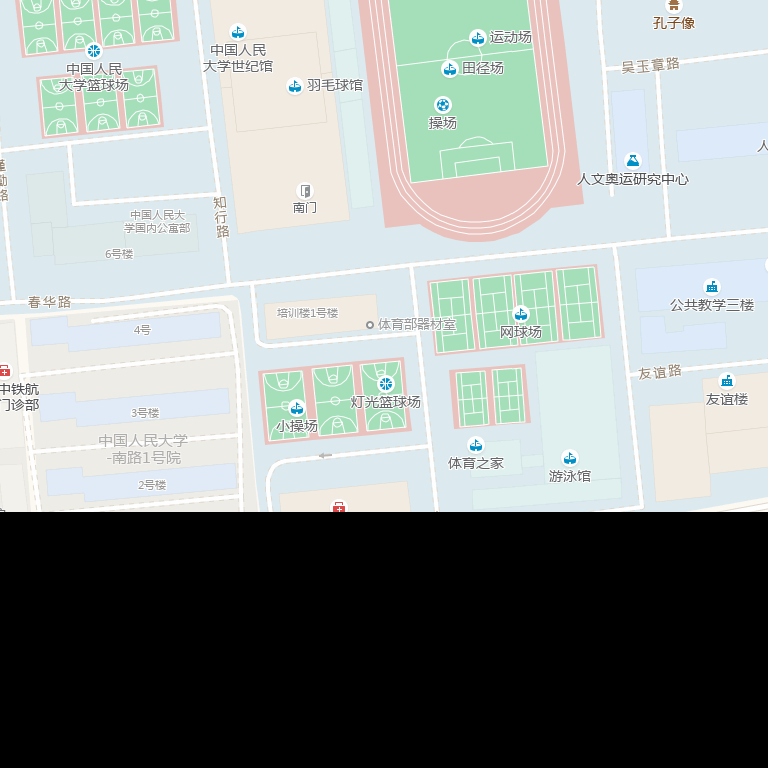 孔子像
运动场
中国人民
大学世纪馆
吴玉章路
中国人民
大学篮球场
田径场
羽毛球馆
操场
人文奥运研究中心
南门
知行路
中国人民大
学国内公寓部
6号楼
春华路
公共教学三楼
培训楼1号楼
体育部器材室
4号
网球场
友谊路
中铁航
门诊部
友谊楼
灯光篮球场
3号楼
小操场
中国人民大学
-南路1号院
体育之家
游泳馆
2号楼